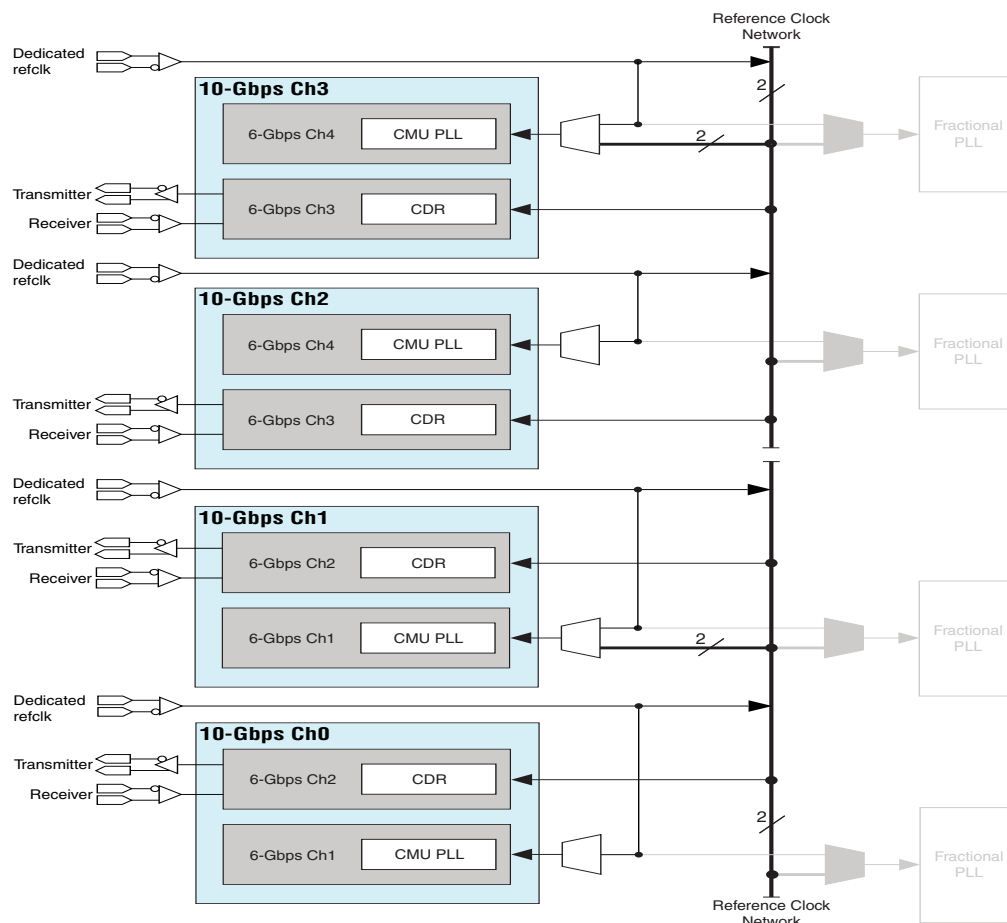 Reference Clock
Network
Dedicated
refclk
10-Gbps Ch3
2
6-Gbps Ch4
CMU PLL
2
Fractional
PLL
Transmitter
Receiver
6-Gbps Ch3
CDR
Dedicated
refclk
10-Gbps Ch2
6-Gbps Ch4
CMU PLL
Fractional
PLL
Transmitter
Receiver
6-Gbps Ch3
CDR
Dedicated
refclk
10-Gbps Ch1
Transmitter
Receiver
6-Gbps Ch2
CDR
6-Gbps Ch1
CMU PLL
2
Fractional
PLL
Dedicated
refclk
10-Gbps Ch0
Transmitter
Receiver
6-Gbps Ch2
CDR
2
6-Gbps Ch1
CMU PLL
Fractional
PLL
Reference Clock
Network